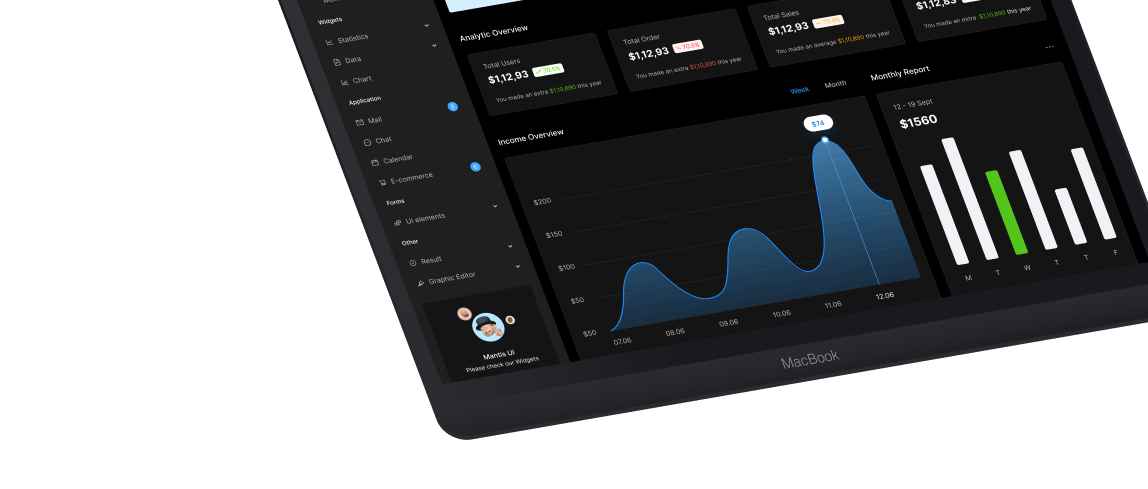 Widgets
Statistics
Data
Chart
Application
Mail
6
Chat
Calendar
E-commerce
6
Forms
UI elements
Other
Result
Graphic Editor
Mantis UI
Please check our Widgets
Analytic Overview
Total Users
$1,12,93
70.5%
You made an extra $1,10,890 this year
Total Order
$1,12,93
70.5%
You made an extra $1,10,890 this year
Total Sales
$1,12,93
70.5%
You made an average $1,10,890 this year
You made an extra $1,10,890 this year
Income Overview
Week
Month
$74
$200
$150
$100
$50
$50
07.06
08.06
09.06
10.06
11.06
12.06
Monthly Report
12 - 19 Sept
$1560
M
T
W
T
T
F
MacBook